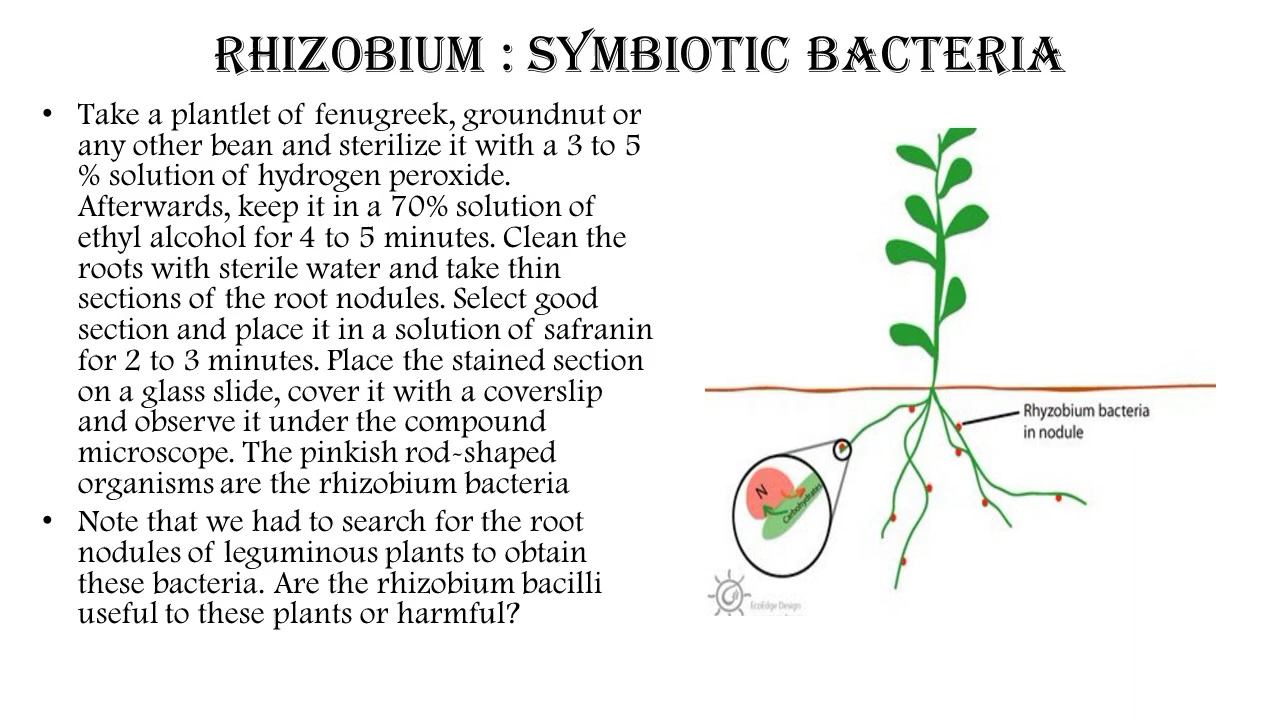 RHIZOBIUM : SYMBIOTIC BACTERIA
• Take a plantlet of fenugreek, groundnut or
any other bean and sterilize it with a 3 to 5
% solution of hydrogen peroxide.
Afterwards, keep it in a 70% solution of
ethyl alcohol for 4 to 5 minutes. Clean the
roots with sterile water and take thin
sections of the root nodules. Select good
section and place it in a solution of safranin
for 2 to 3 minutes. Place the stained section
on a glass slide, cover it with a coverslip
and observe it under the compound
microscope. The pinkish rod-shaped
organisms are the rhizobium bacteria
• Note that we had to search for the root
nodules of leguminous plants to obtain
these bacteria. Are the rhizobium bacilli
useful to these plants or harmful?
Rhyzobium bacteria
in nodule
N
Carbohydrates
EcoEdge Design